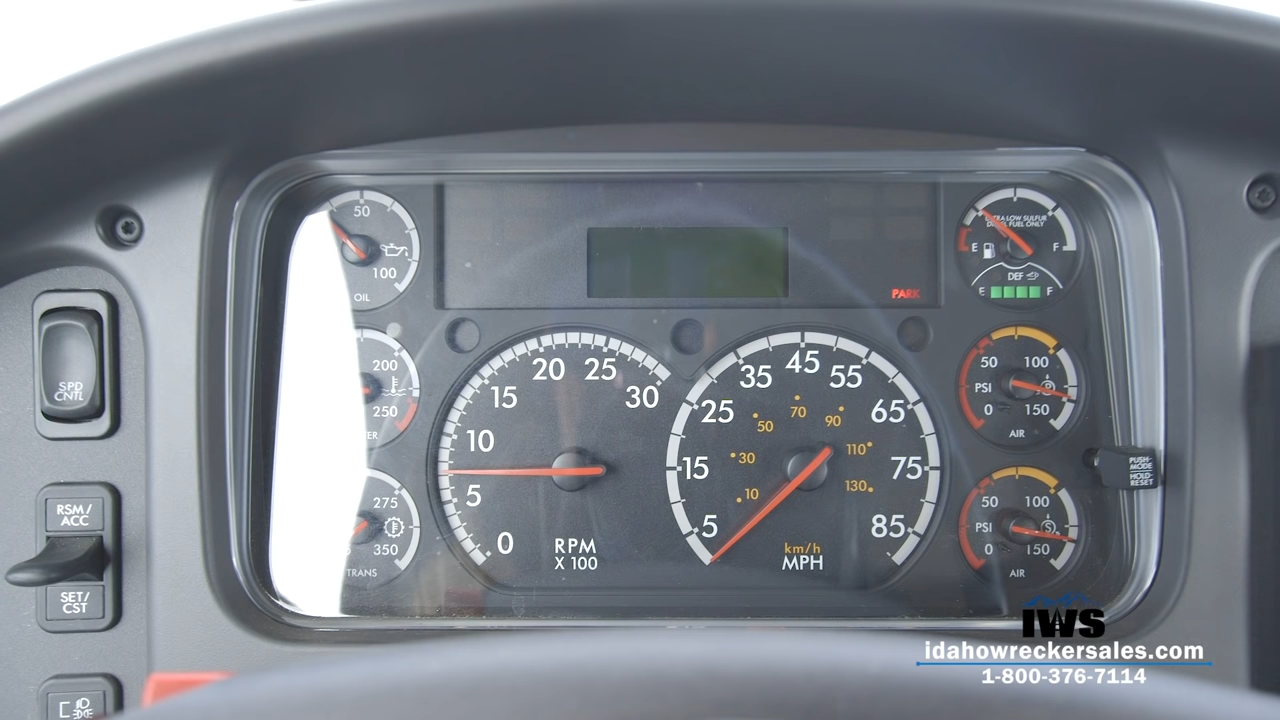 50
100
OIL
200
250
275
350
TRANS
SPD
CNTL
RSM/
ACC
SET/
CST
0
5
10
15
20
25
30
RPM
X 100
5
15
25
35
45
55
65
75
85
10
30
50
70
90
110
130
km/h
MPH
PARK
ULTRA LOW SULFUR
DIESEL FUEL ONLY
E F
DEF
E F
50 100
PSI
0 150
AIR
50 100
PSI
0 150
AIR
PUSH-
MODE
HOLD-
RESET
IWS
idahowreckersales.com
1-800-376-7114